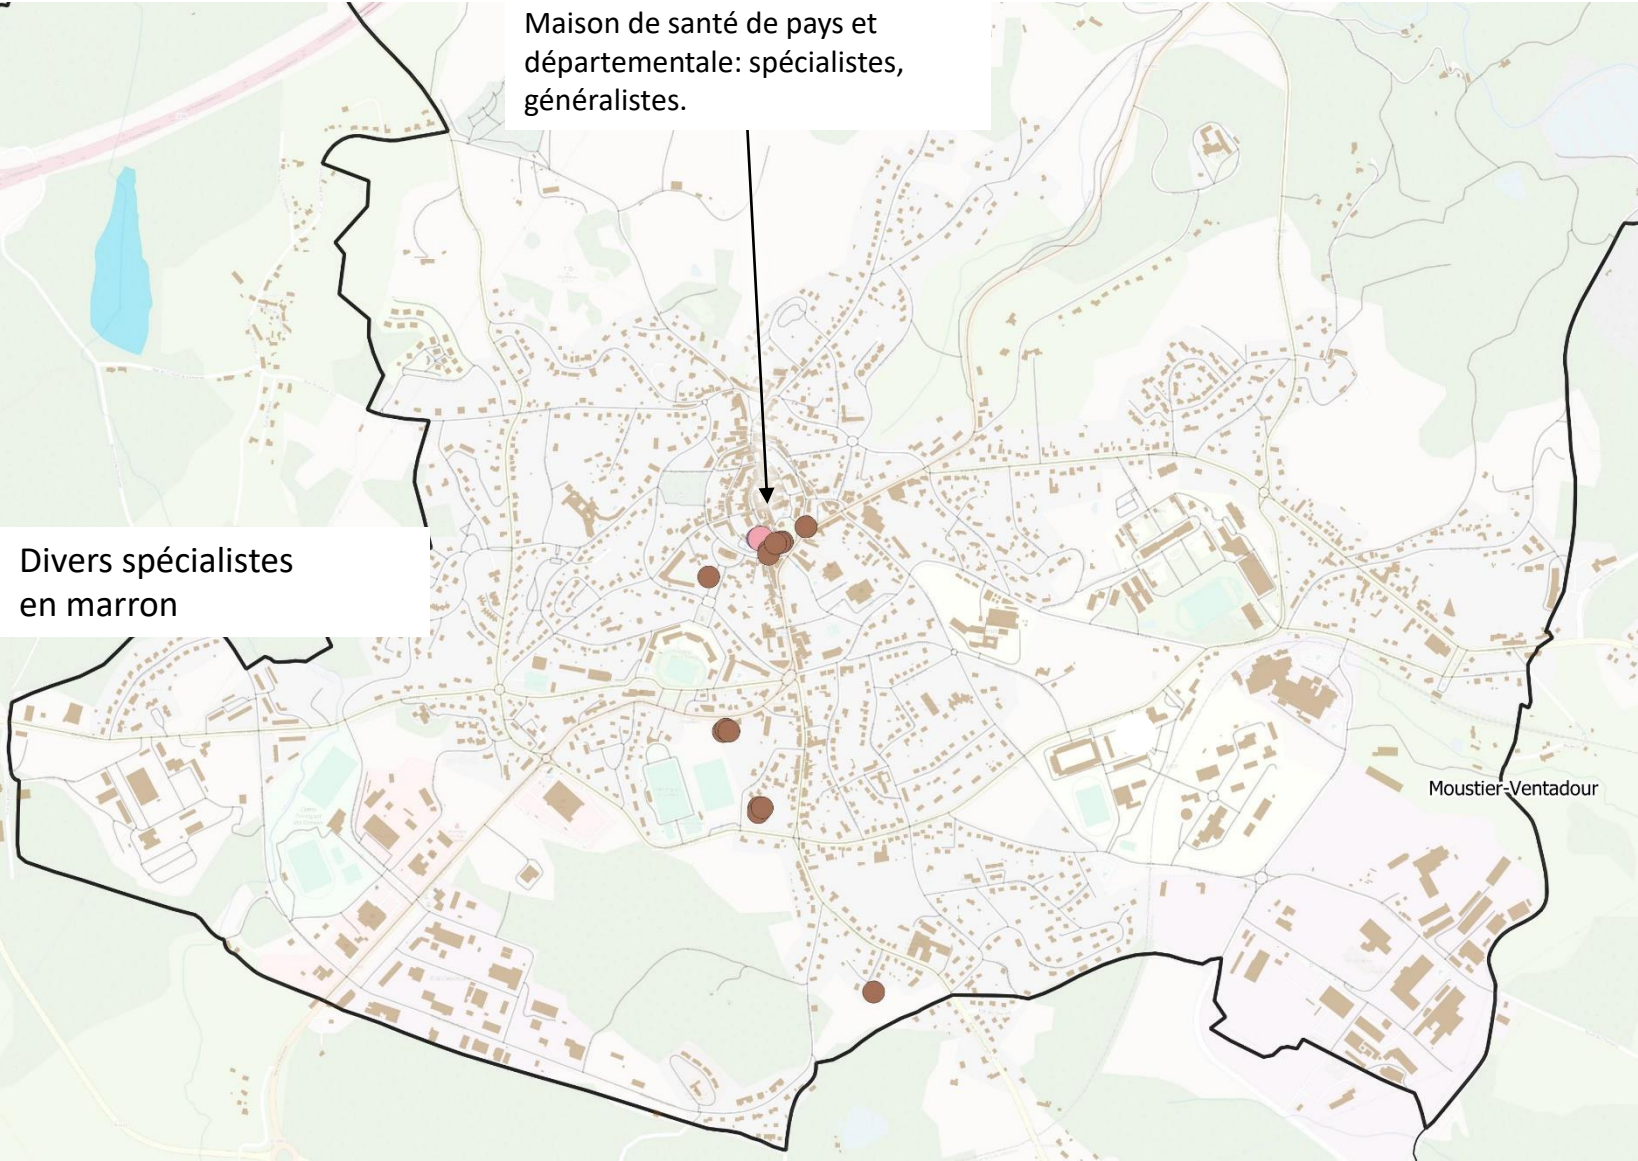 Maison de santé de pays et
départementale: spécialistes,
généralistes.
Divers spécialistes
en marron
Moustier-Ventadour